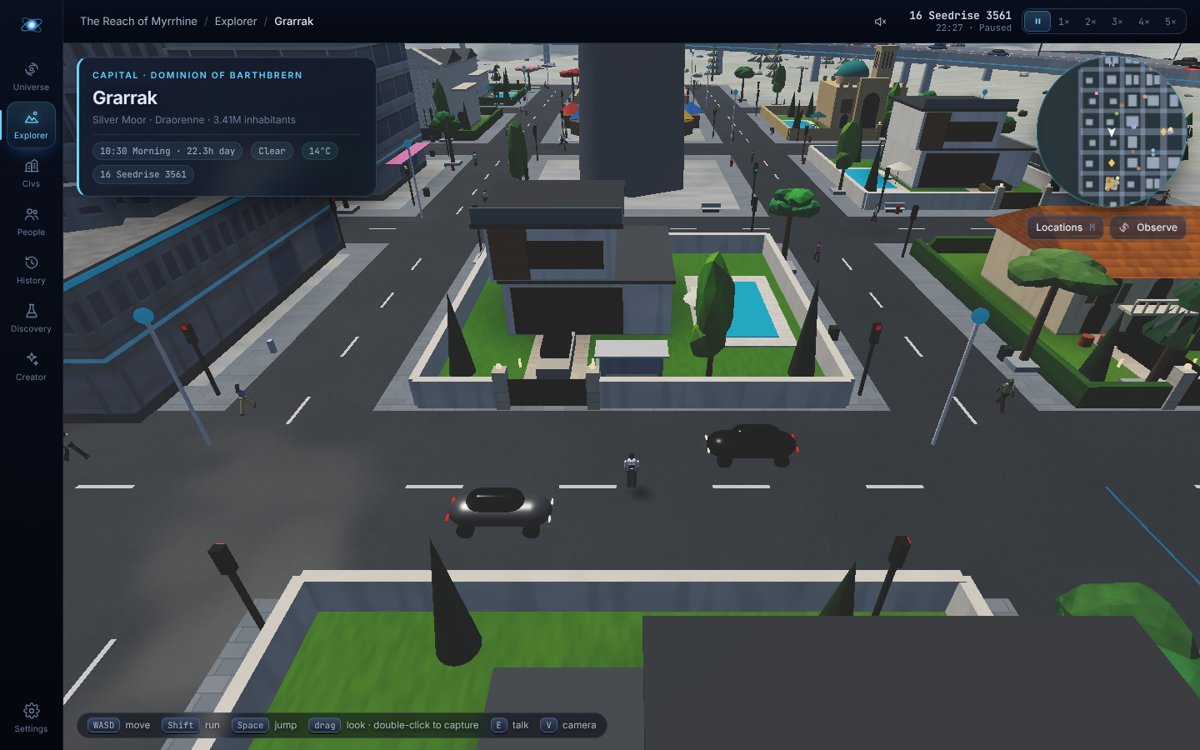 The Reach of Myrrhine / Explorer / Grarrak
16 Seedrise 3561
22:27 · Paused
1× 2× 3× 4× 5×
Universe
Explorer
Civs
People
History
Discovery
Creator
Settings
CAPITAL · DOMINION OF BARTHBRERN
Grarrak
Silver Moor · Draorenne · 3.41M inhabitants
10:30 Morning · 22.3h day Clear 14°C
16 Seedrise 3561
N
Locations M Observe
WASD move Shift run Space jump drag look · double-click to capture E talk V camera